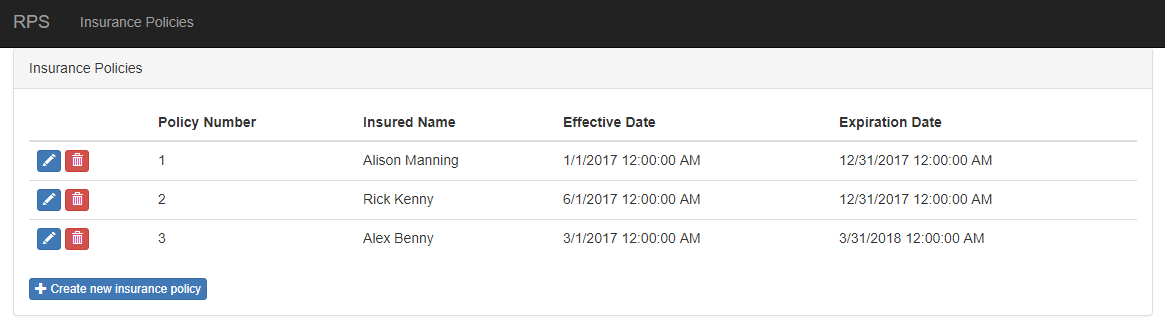 RPS Insurance Policies
Insurance Policies
Policy Number Insured Name Effective Date Expiration Date
1 Alison Manning 1/1/2017 12:00:00 AM 12/31/2017 12:00:00 AM
2 Rick Kenny 6/1/2017 12:00:00 AM 12/31/2017 12:00:00 AM
3 Alex Benny 3/1/2017 12:00:00 AM 3/31/2018 12:00:00 AM
Create new insurance policy